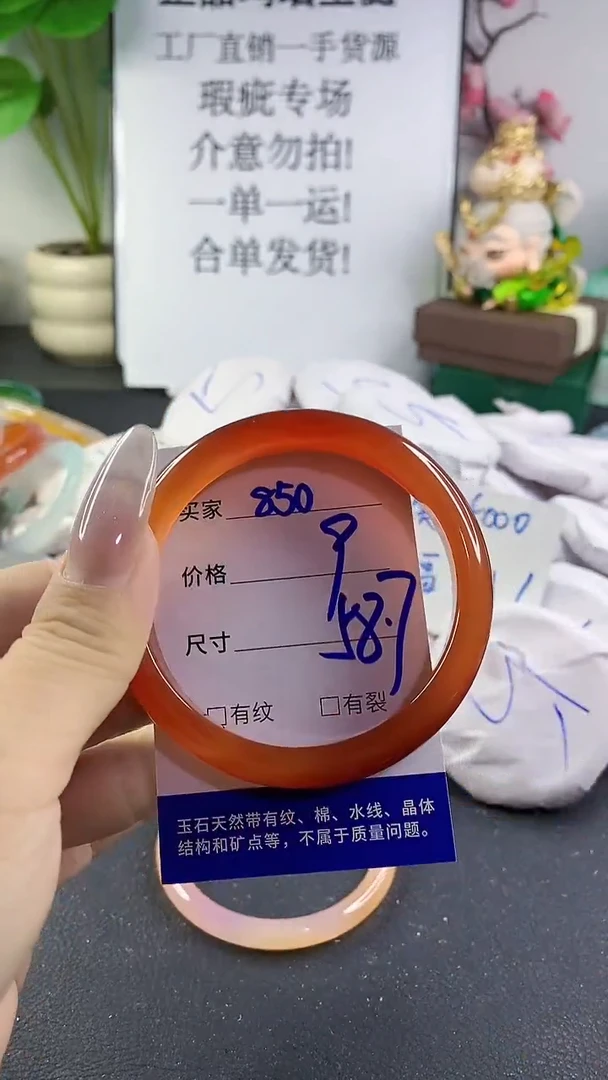 工厂直销一手货源
瑕疵专场
介意勿拍!
一单一运!
合单发货!
买家 850
价格
尺寸 58.7
□有纹 □有裂
玉石天然带有纹、棉、水线、晶体
结构和矿点等，不属于质量问题。